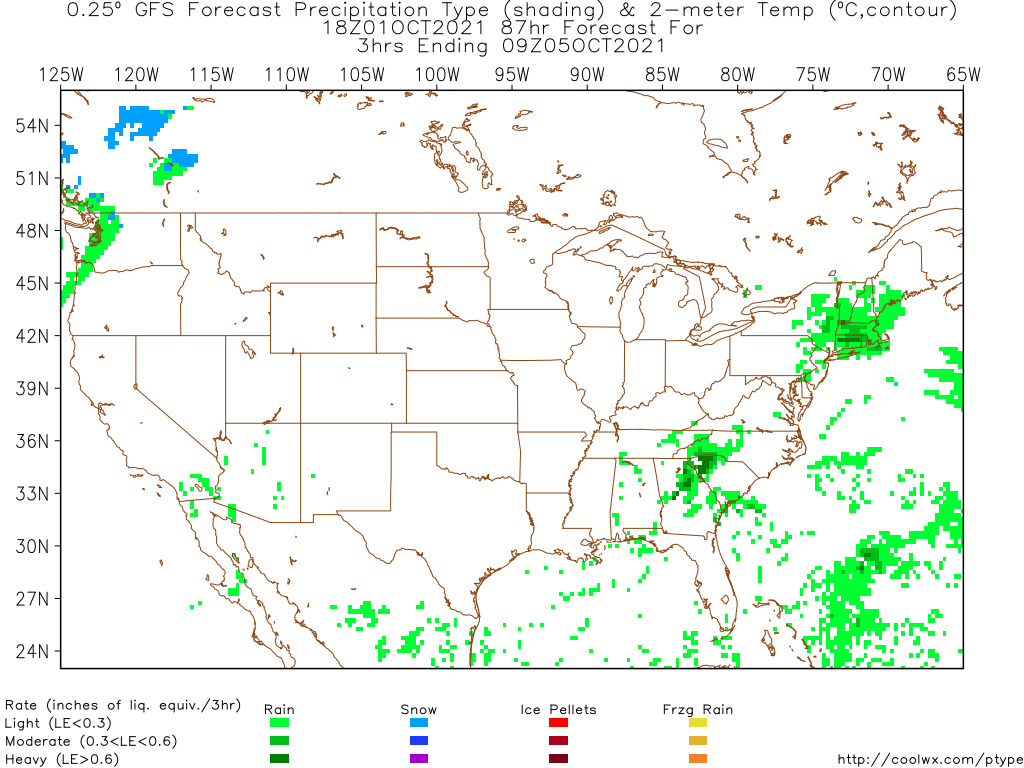 0.25º GFS Forecast Precipitation Type (shading) & 2-meter Temp (ºC,contour)
18Z01OCT2021 87hr Forecast For
3hrs Ending 09Z05OCT2021
125W 120W 115W 110W 105W 100W 95W 90W 85W 80W 75W 70W 65W
54N
51N
48N
45N
42N
39N
36N
33N
30N
27N
24N
Rate (inches of liq. equiv./3hr) Rain Snow Ice Pellets Frzg Rain
Light (LE<0.3)
Moderate (0.3<LE<0.6)
Heavy (LE>0.6)
http://coolwx.com/ptype